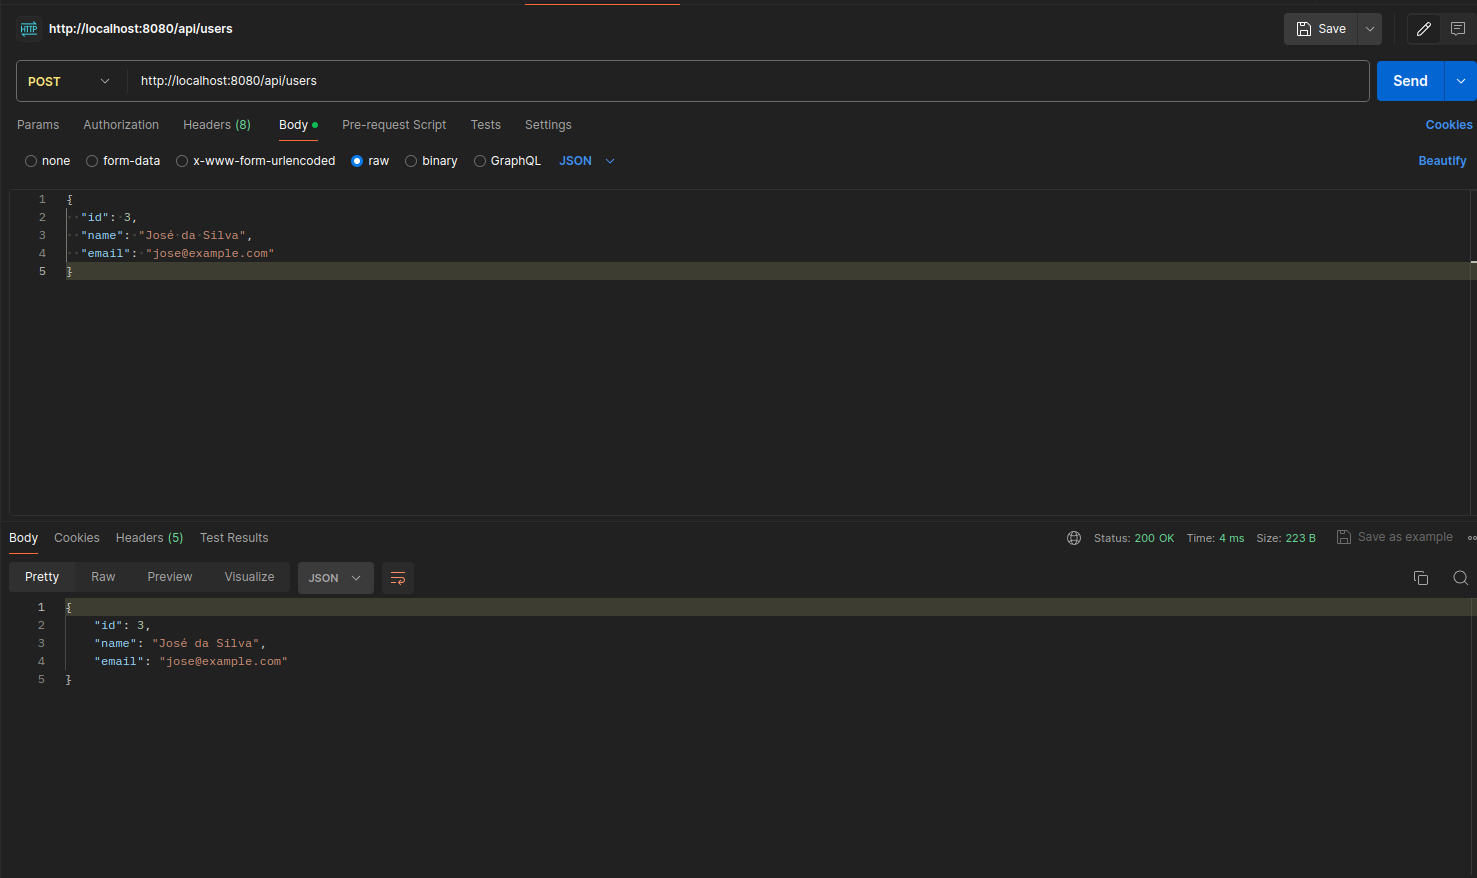 HTTP http://localhost:8080/api/users Save
POST http://localhost:8080/api/users Send
Params Authorization Headers (8) Body Pre-request Script Tests Settings Cookies
none form-data x-www-form-urlencoded raw binary GraphQL JSON Beautify
1 {
2 "id": 3,
3 "name": "José da Silva",
4 "email": "jose@example.com"
5 }
Body Cookies Headers (5) Test Results Status: 200 OK Time: 4 ms Size: 223 B Save as example
Pretty Raw Preview Visualize JSON
1 {
2 "id": 3,
3 "name": "José da Silva",
4 "email": "jose@example.com"
5 }